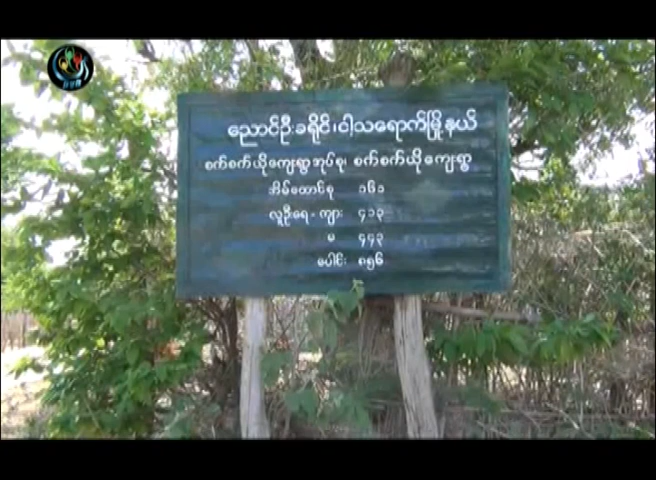 ညောင်ဦးခရိုင်၊ငါ့သရောက်မြို့နယ်
စက်စက်ယိုကျေးရွာအုပ်စု၊ စက်စက်ယိုကျေးရွာ
အိမ်ထောင်စု ၁၆၁
လူဦးရေ - ကျား ၄၁၃
မ ၄၄၃
ပေါင်း ၈၅၆